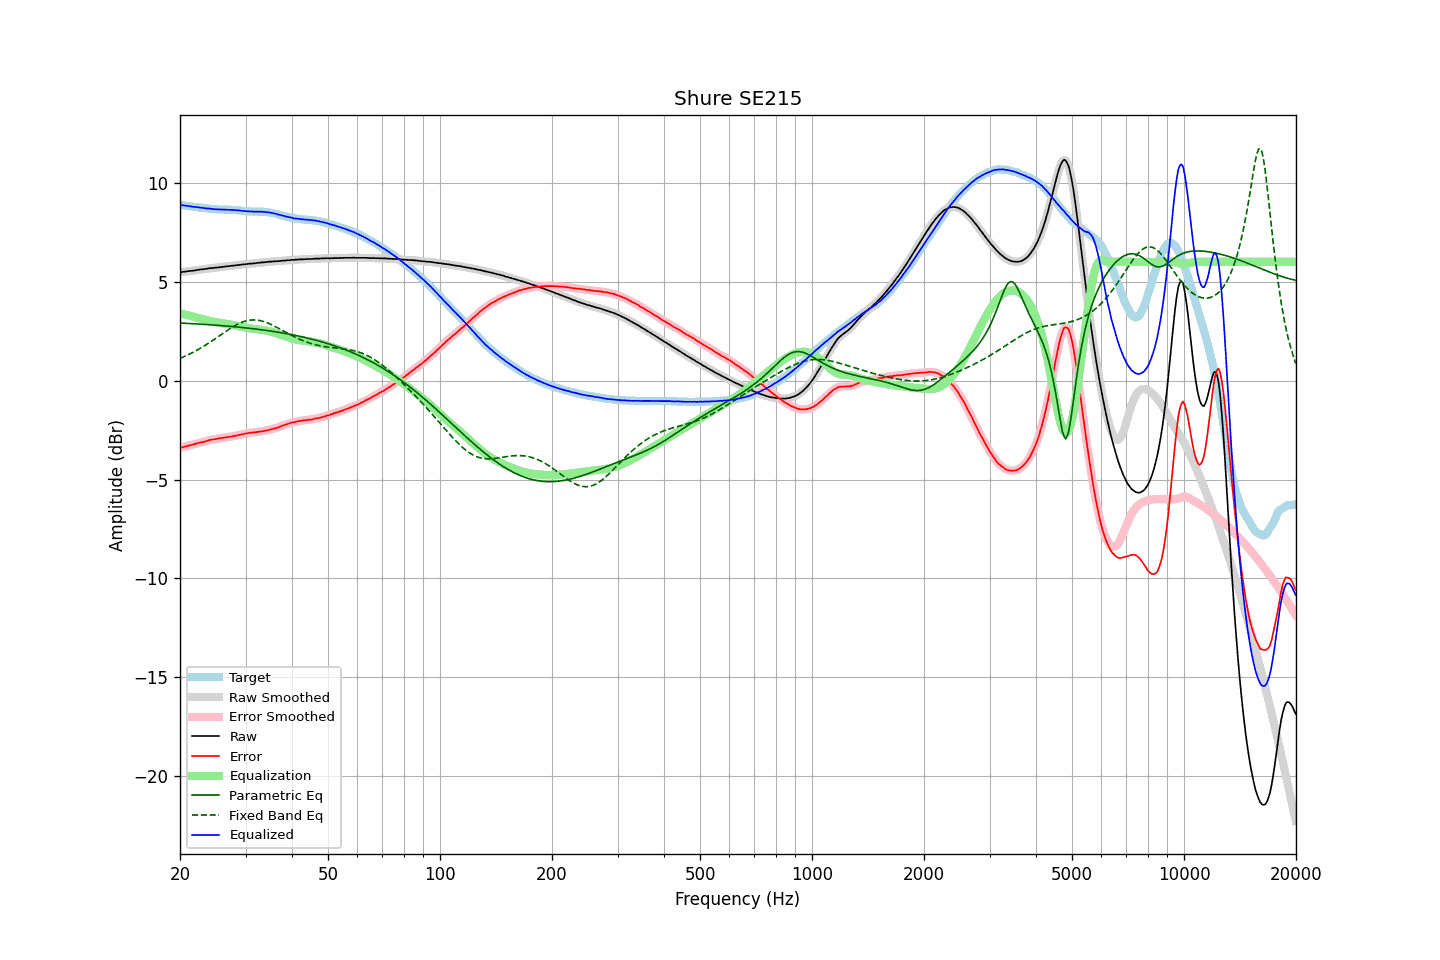 Shure SE215
10
5
0
−5
−10
−15
−20
Amplitude (dBr)
Target
Raw Smoothed
Error Smoothed
Raw
Error
Equalization
Parametric Eq
Fixed Band Eq
Equalized
20 50 100 200 500 1000 2000 5000 10000 20000
Frequency (Hz)